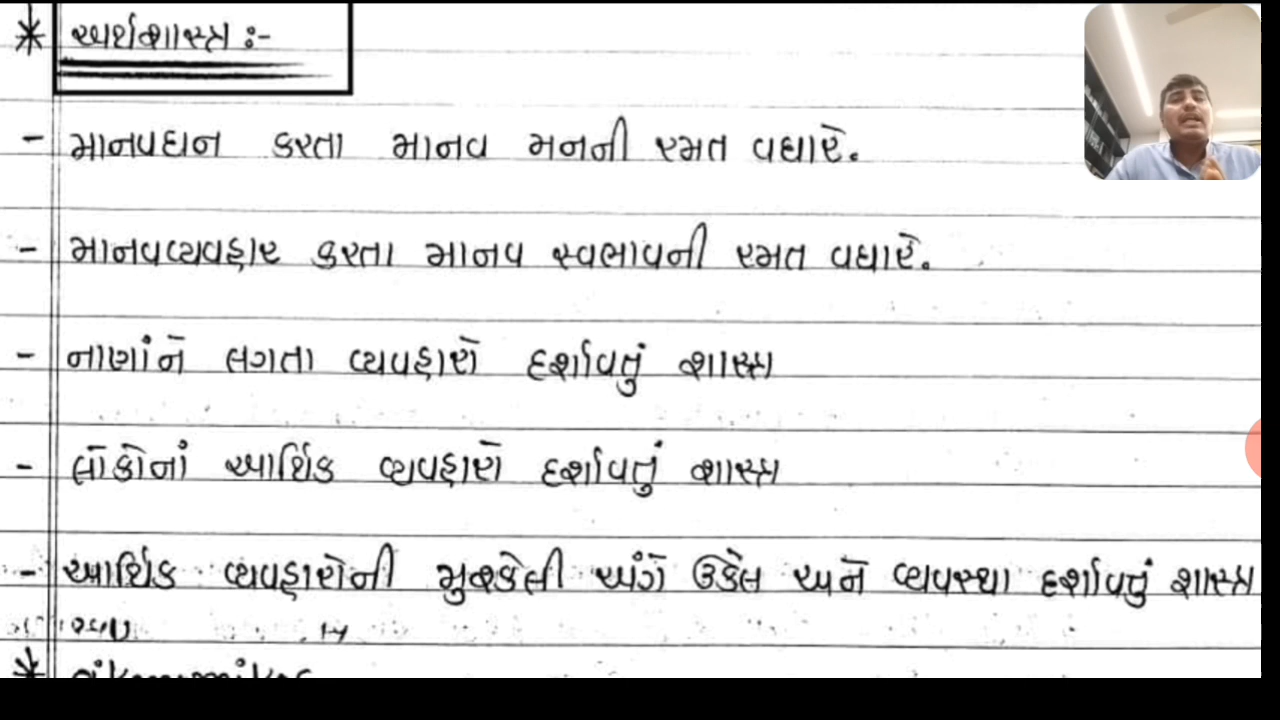 * અર્થશાસ્ત્ર :-
- માનવધન કરતા માનવ મનની રમત વધારે.
- માનવવ્યવહાર કરતા માનવ સ્વભાવની રમત વધારે.
- નાણાંને લગતા વ્યવહારો દર્શાવતું શાસ્ત્ર
- લોકોનાં આર્થિક વ્યવહારો દર્શાવતું શાસ્ત્ર
- આર્થિક વ્યવહારોની મુશ્કેલી અંગે ઉકેલ અને વ્યવસ્થા દર્શાવતું શાસ્ત્ર
*